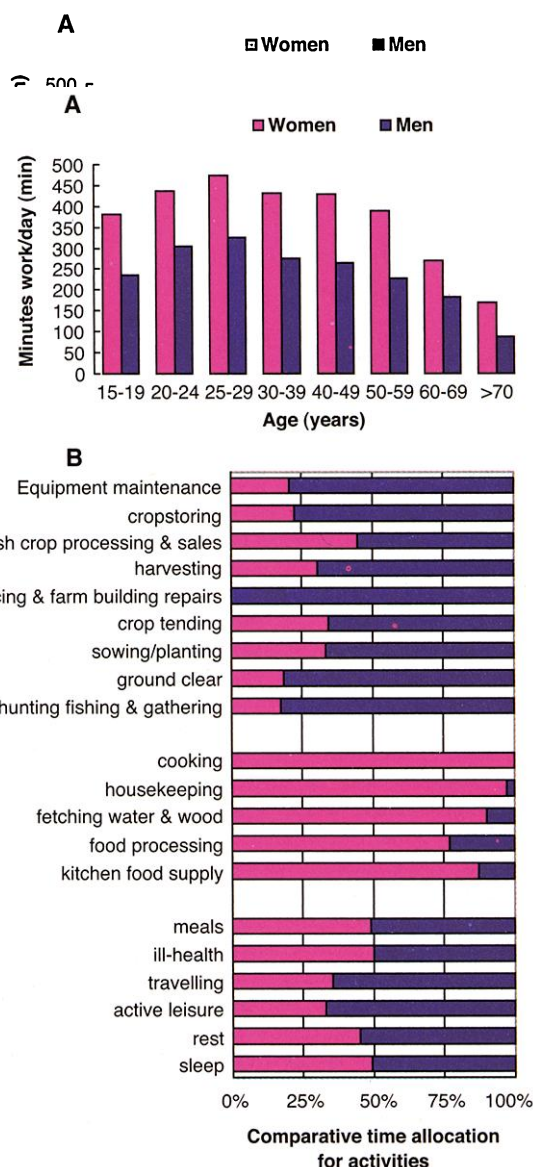 A
Women Men
500
A
Women Men
Minutes work/day (min)
500
450
400
350
300
250
200
150
100
50
0
15-19 20-24 25-29 30-39 40-49 50-59 60-69 >70
Age (years)
B
Equipment maintenance
cropstoring
sh crop processing & sales
harvesting
ing & farm building repairs
crop tending
sowing/planting
ground clear
hunting fishing & gathering
cooking
housekeeping
fetching water & wood
food processing
kitchen food supply
meals
ill-health
travelling
active leisure
rest
sleep
0% 25% 50% 75% 100%
Comparative time allocation
for activities